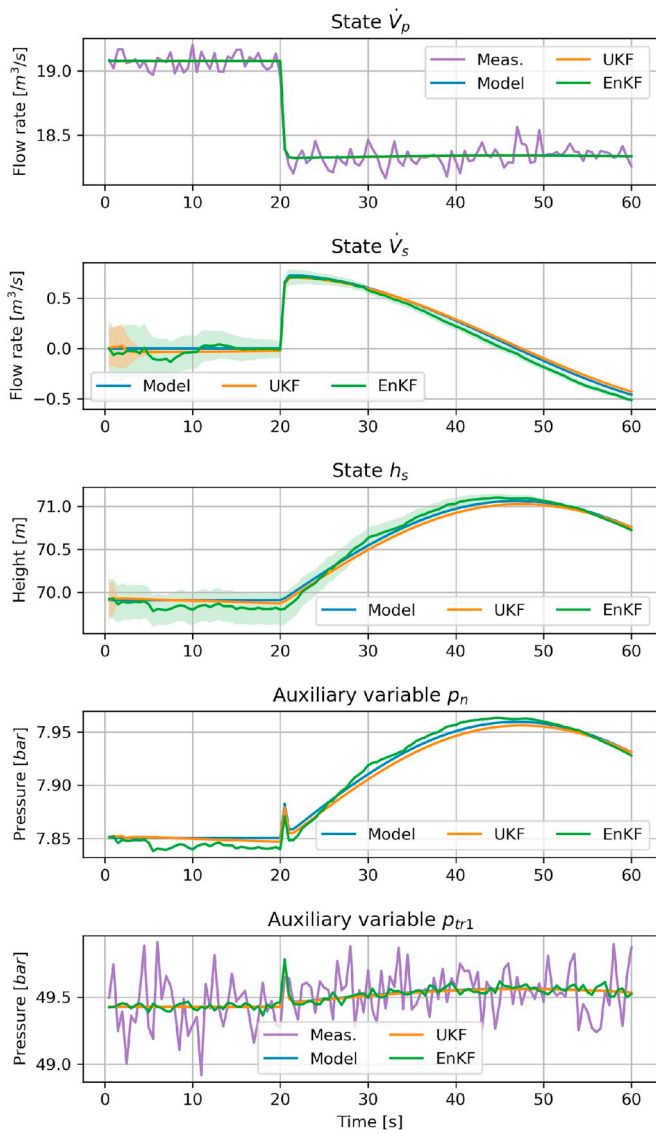 State V̇ₚ
Flow rate [m³/s]
19.0
18.5
Meas.
Model
UKF
EnKF
0 10 20 30 40 50 60
State V̇ₛ
Flow rate [m³/s]
0.5
0.0
−0.5
Model UKF EnKF
0 10 20 30 40 50 60
State hₛ
Height [m]
71.0
70.5
70.0
Model UKF EnKF
0 10 20 30 40 50 60
Auxiliary variable pₙ
Pressure [bar]
7.95
7.90
7.85
Model UKF EnKF
0 10 20 30 40 50 60
Auxiliary variable pₜᵣ₁
Pressure [bar]
49.5
49.0
Meas.
Model
UKF
EnKF
0 10 20 30 40 50 60
Time [s]